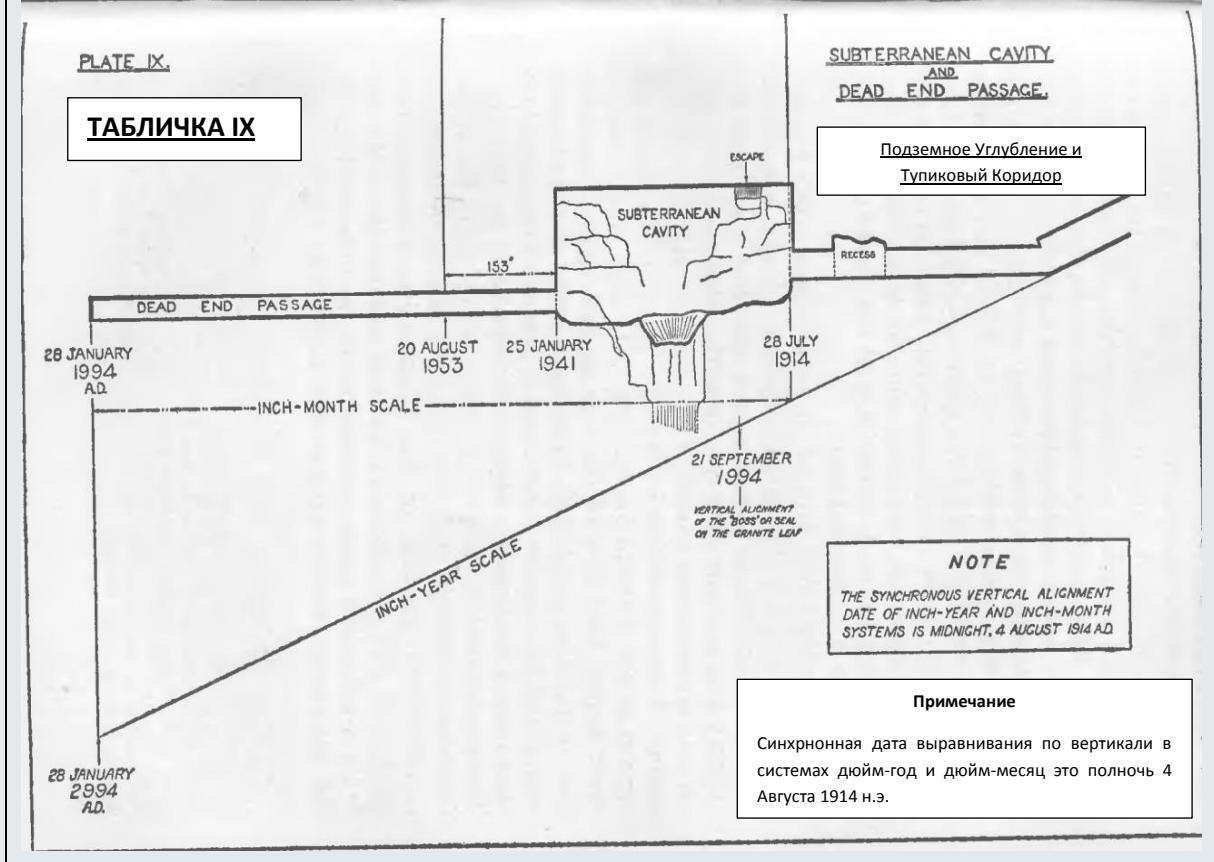 PLATE IX.
SUBTERRANEAN CAVITY
AND
DEAD END PASSAGE.
ТАБЛИЧКА IX
Подземное Углубление и
Тупиковый Коридор
ESCAPE
SUBTERRANEAN
CAVITY
RECESS
153"
DEAD END PASSAGE
28 JANUARY
1994
A.D.
20 AUGUST
1953
25 JANUARY
1941
28 JULY
1914
INCH-MONTH SCALE
21 SEPTEMBER
1994
VERTICAL ALIGNMENT
OF THE "BOSS" OR SEAL
ON THE GRANITE LEAF
INCH-YEAR SCALE
NOTE
THE SYNCHRONOUS VERTICAL ALIGNMENT
DATE OF INCH-YEAR AND INCH-MONTH
SYSTEMS IS MIDNIGHT, 4 AUGUST 1914 A.D.
Примечание
Синхрнонная дата выравнивания по вертикали в
системах дюйм-год и дюйм-месяц это полночь 4
Августа 1914 н.э.
28 JANUARY
2994
A.D.